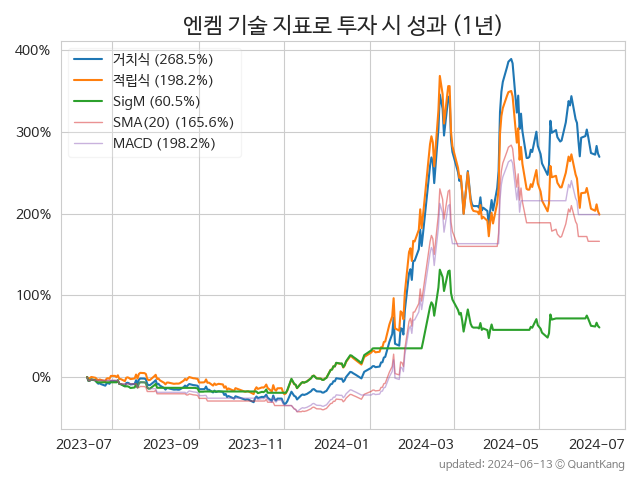 엔켐 기술 지표로 투자 시 성과 (1년)
400%
300%
200%
100%
0%
거치식 (268.5%)
적립식 (198.2%)
SigM (60.5%)
SMA(20) (165.6%)
MACD (198.2%)
2023-07
2023-09
2023-11
2024-01
2024-03
2024-05
2024-07
updated: 2024-06-13 ⓒ QuantKang